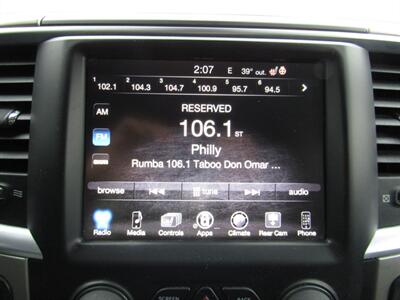 2:07 E 39° out.
1 2 3 4 5 6
102.1 104.3 104.7 100.9 95.7 94.5
AM
RESERVED
FM
106.1 ST
Philly
Rumba 106.1 Taboo Don Omar ...
browse tune audio
Radio Media Controls Apps Climate Rear Cam Phone
SCREEN BACK